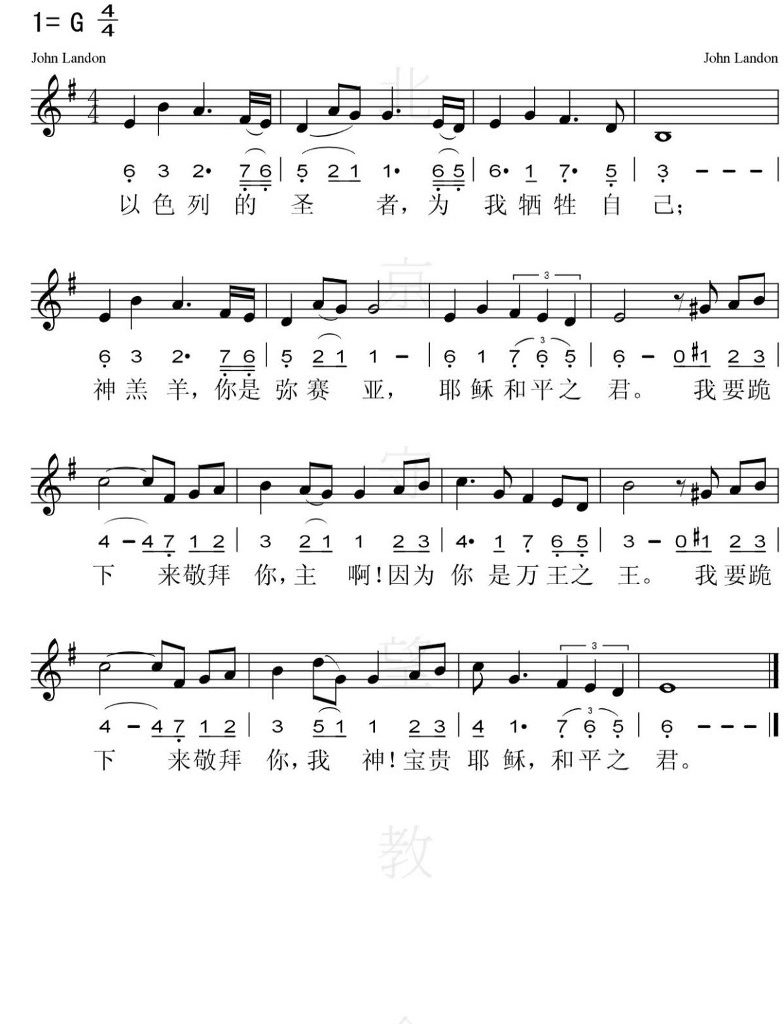 1= G 4/4
John Landon John Landon
6 3 2· 7 6 | 5 2 1 1· 6 5 | 6· 1 7· 5 | 3 - - - |
以色列的圣者，为我牺牲自己；
3
3
6 3 2· 7 6 | 5 2 1 1 - | 6 1 7 6 5 | 6 - 0 #1 2 3 |
神羔羊，你是弥赛亚，耶稣和平之君。我要跪
4 - 4 7 1 2 | 3 2 1 1 2 3 | 4· 1 7 6 5 | 3 - 0 #1 2 3 |
下来敬拜你，主啊！因为你是万王之王。我要跪
3
3
4 - 4 7 1 2 | 3 5 1 1 2 3 | 4 1· 7 6 5 | 6 - - - ‖
下来敬拜你，我神！宝贵耶稣，和平之君。
北
京
守
望
教